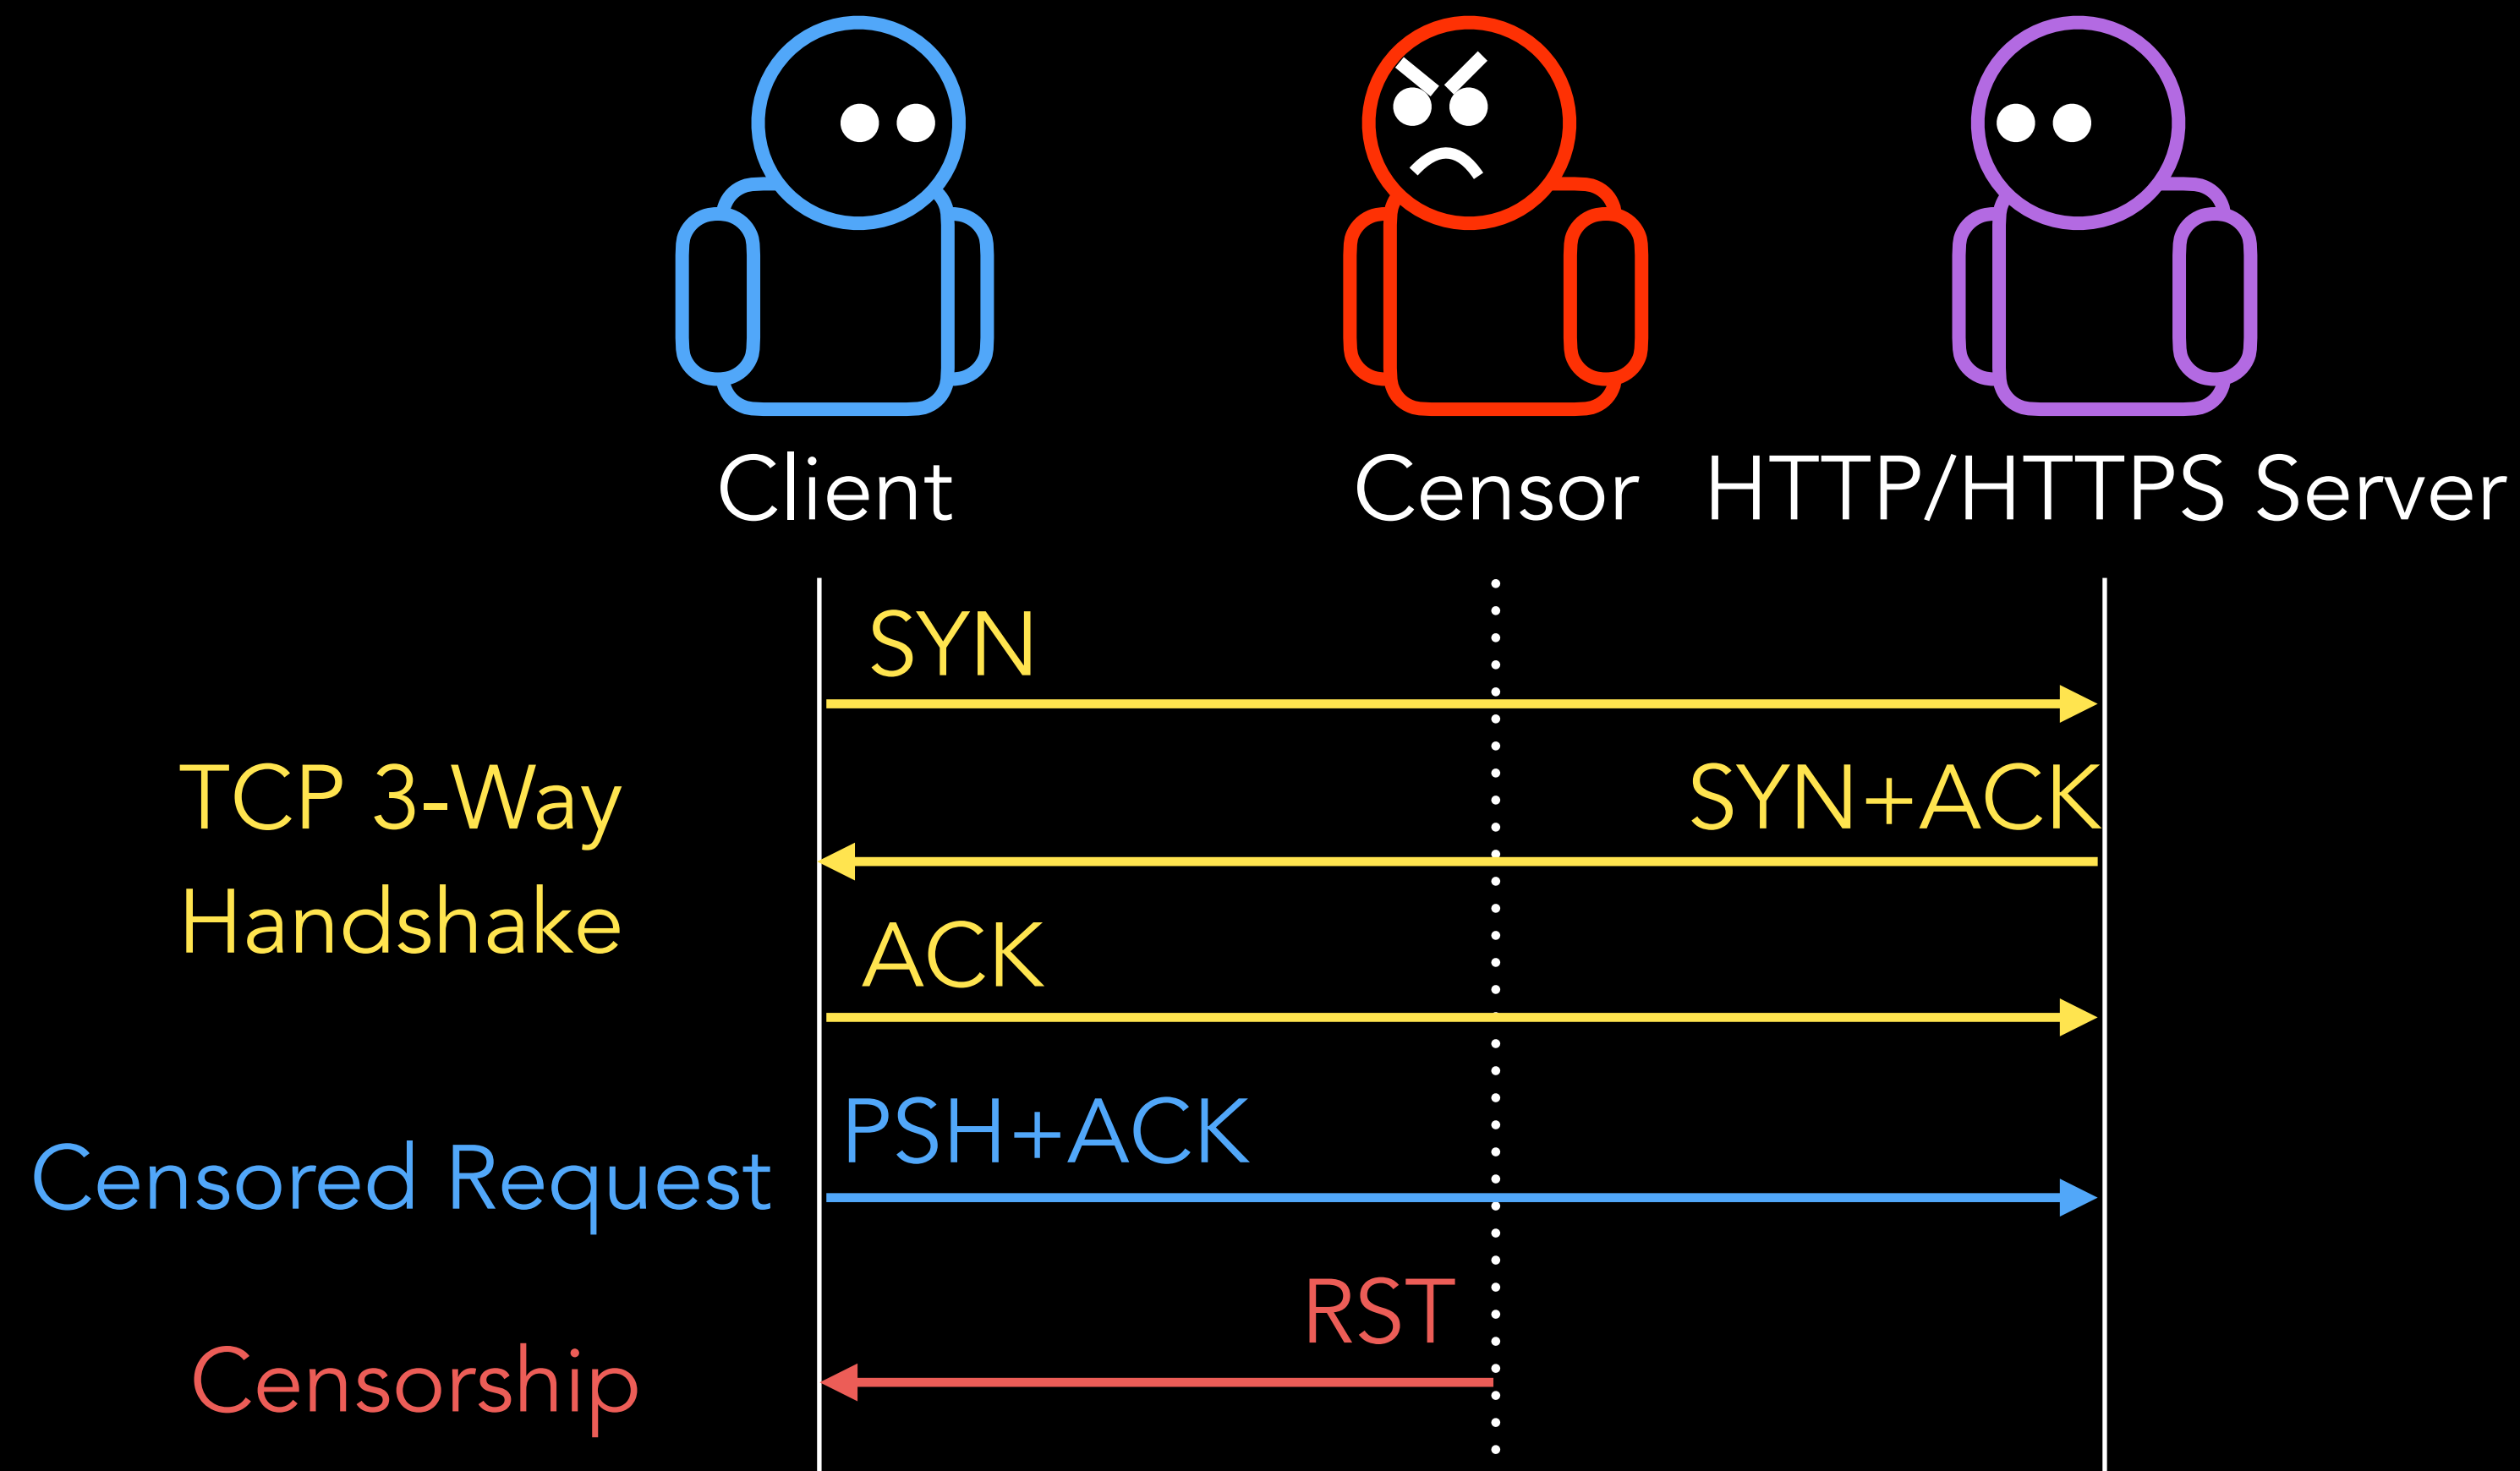 Client
Censor
HTTP/HTTPS Server
SYN
TCP 3-Way
Handshake
SYN+ACK
ACK
PSH+ACK
Censored Request
RST
Censorship